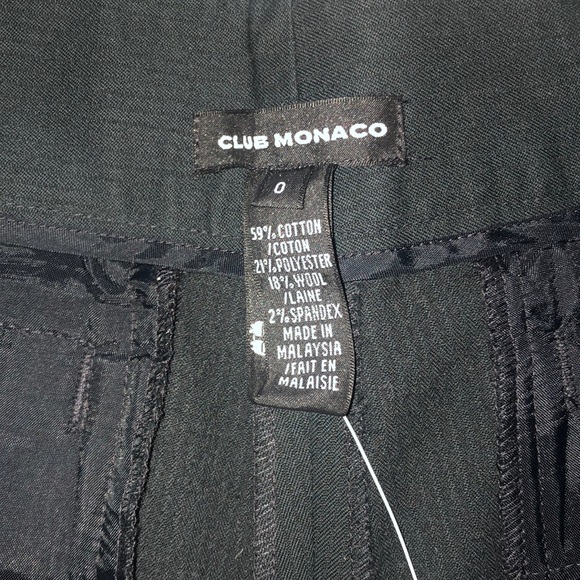 CLUB MONACO
0
59% COTTON
/COTON
21% POLYESTER
18% WOOL
/LAINE
2% SPANDEX
MADE IN
MALAYSIA
/FAIT EN
MALAISIE